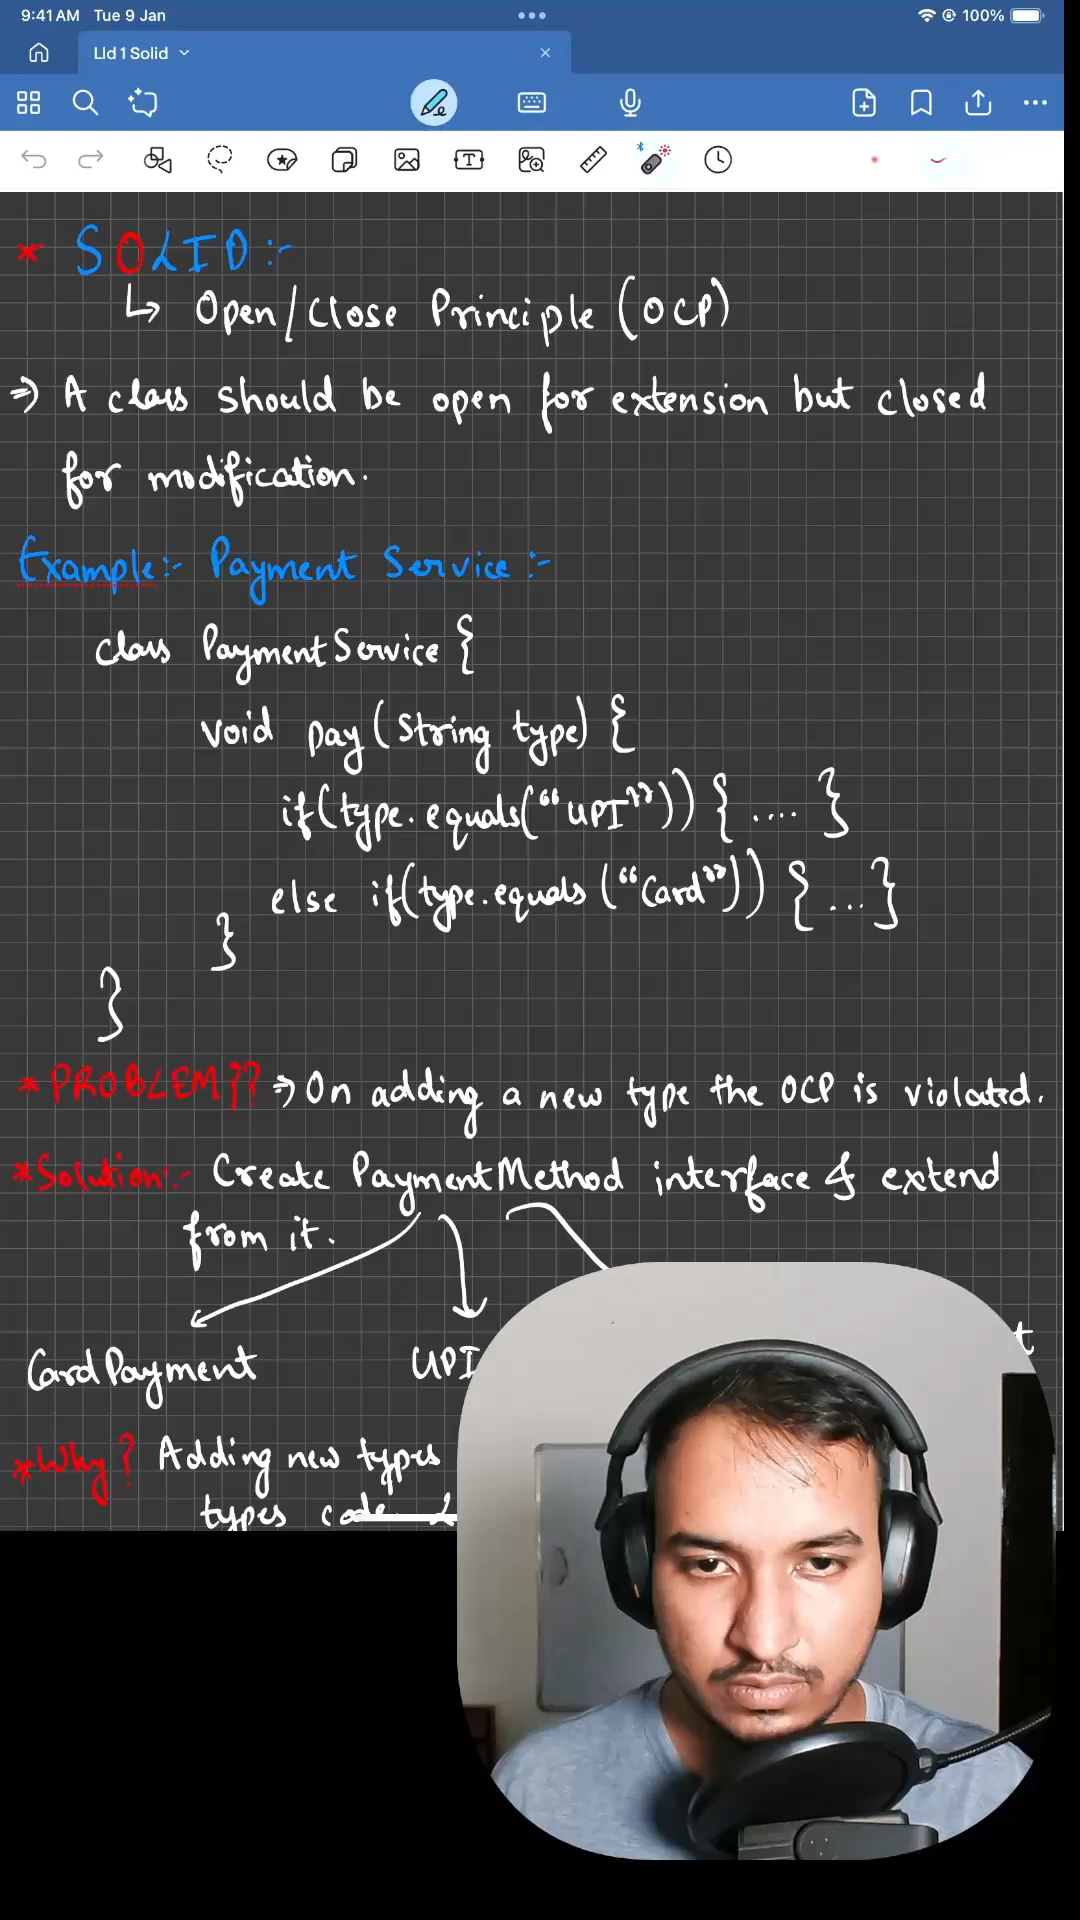 9:41 AM Tue 9 Jan
100%
Lld 1 Solid
* SOLID :-
↳ Open/Close Principle (OCP)
⇒ A class should be open for extension but closed
for modification.
Example:- Payment Service :-
class PaymentService {
void pay (String type) {
if(type.equals("UPI")) { .... }
else if(type.equals ("Card")) { ... }
}
}
* PROBLEM?? ⇒ On adding a new type the OCP is violated.
* Solution:- Create PaymentMethod interface & extend
from it.
CardPayment UPI
* Why? Adding new types
types code